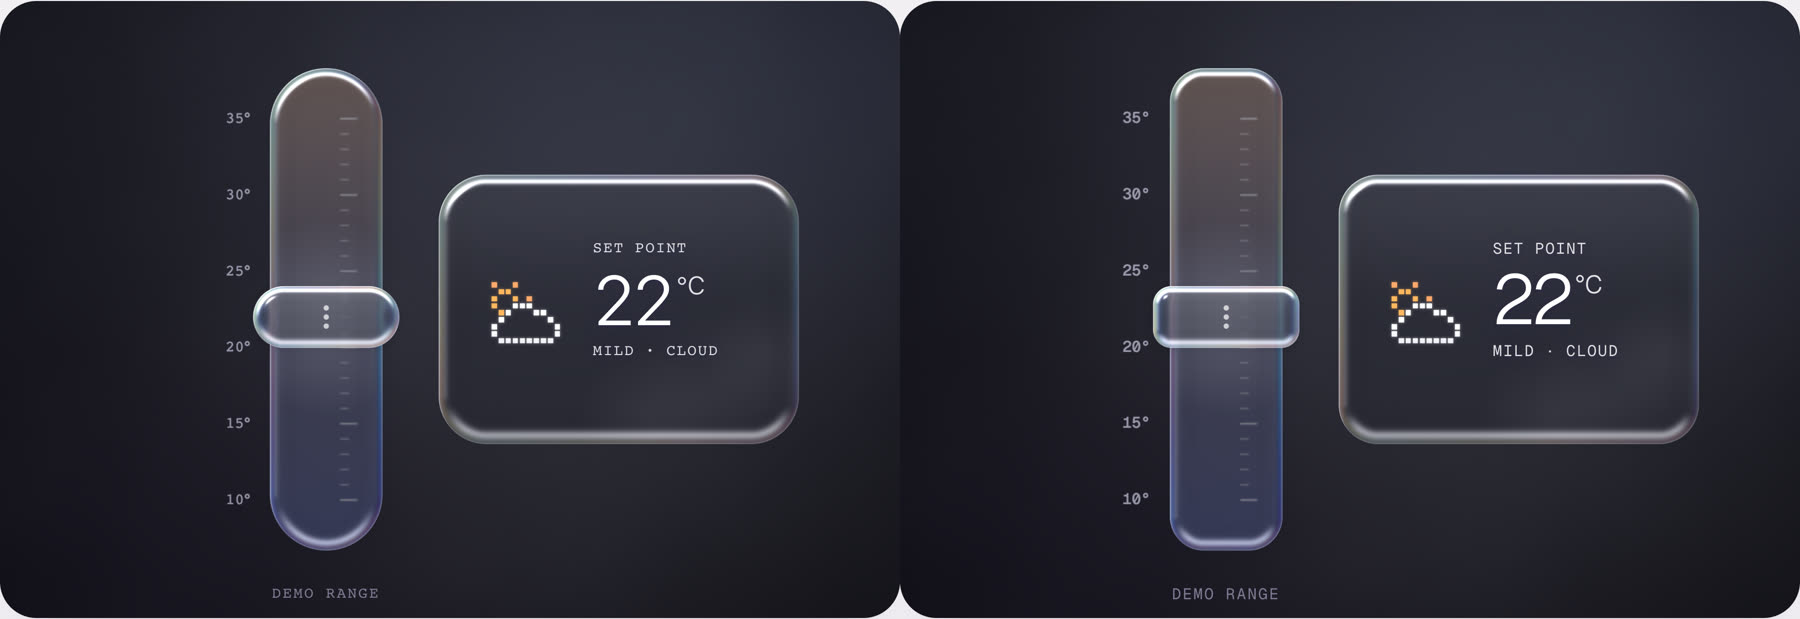 35°
30°
25°
20°
15°
10°
DEMO RANGE
SET POINT
22°C
MILD · CLOUD
35°
30°
25°
20°
15°
10°
DEMO RANGE
SET POINT
22°C
MILD · CLOUD